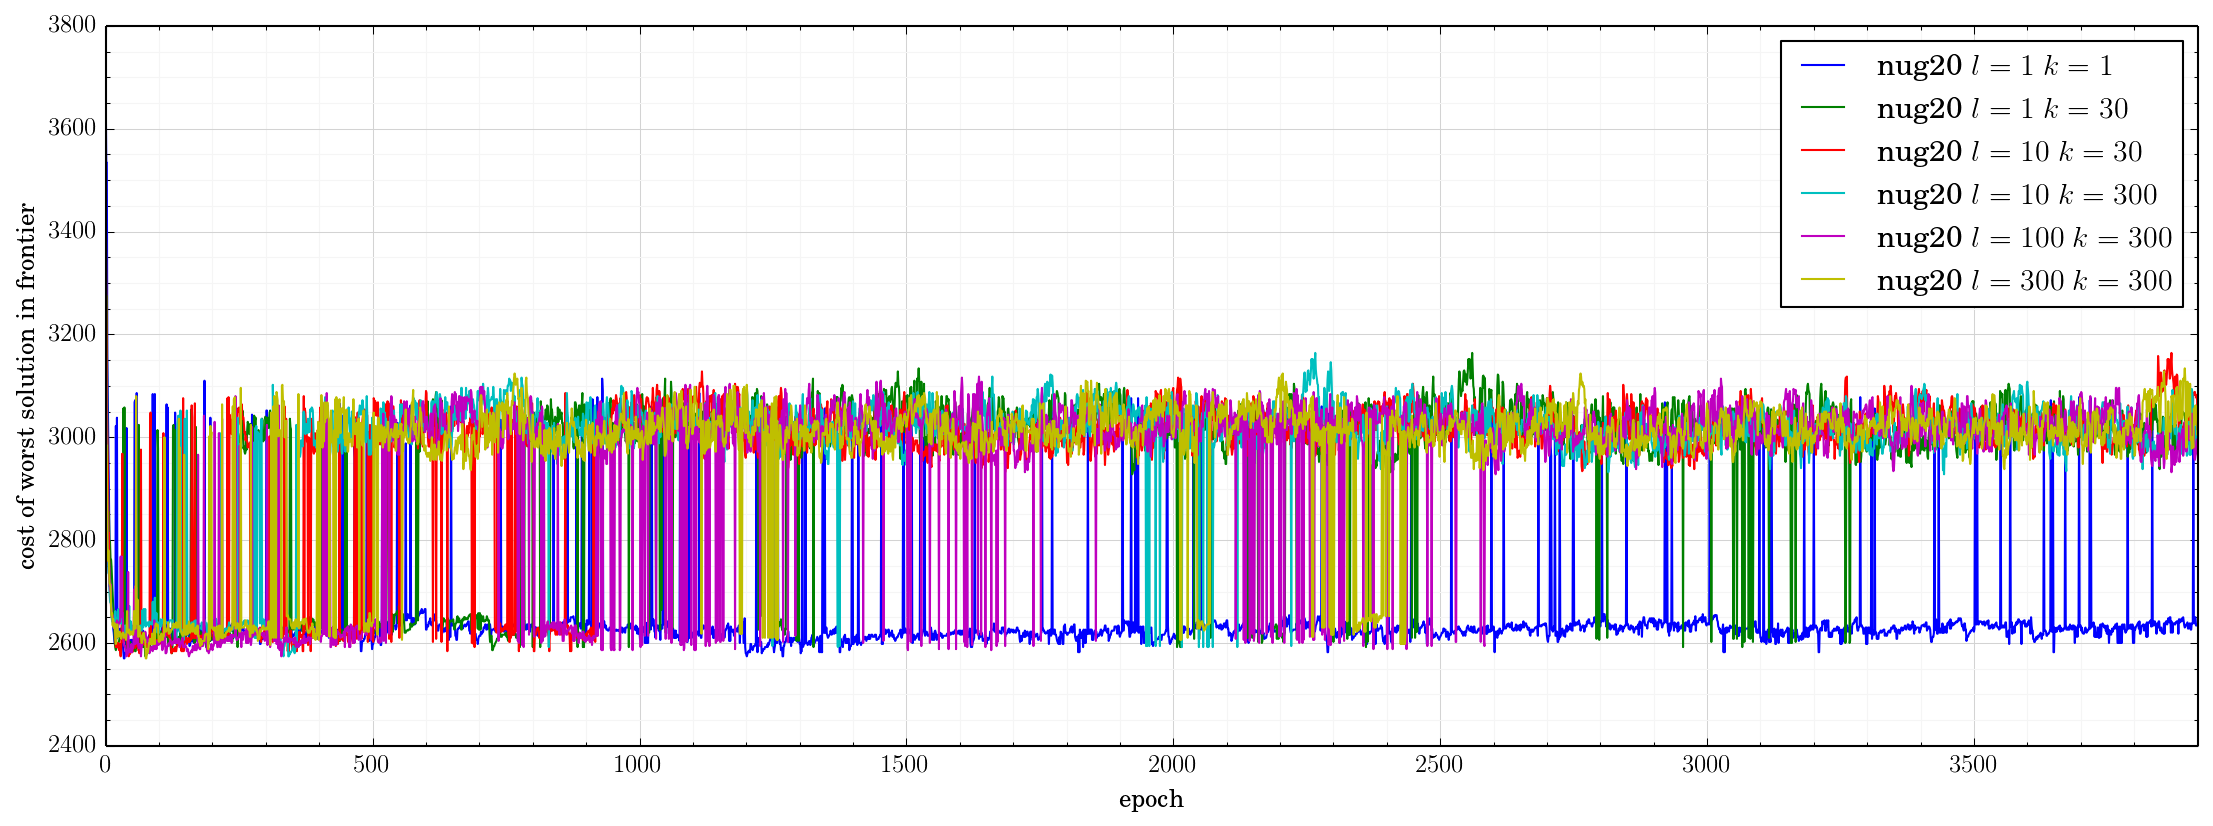 3800
3600
3400
3200
3000
2800
2600
2400
cost of worst solution in frontier
nug20 l = 1 k = 1
nug20 l = 1 k = 30
nug20 l = 10 k = 30
nug20 l = 10 k = 300
nug20 l = 100 k = 300
nug20 l = 300 k = 300
0 500 1000 1500 2000 2500 3000 3500
epoch